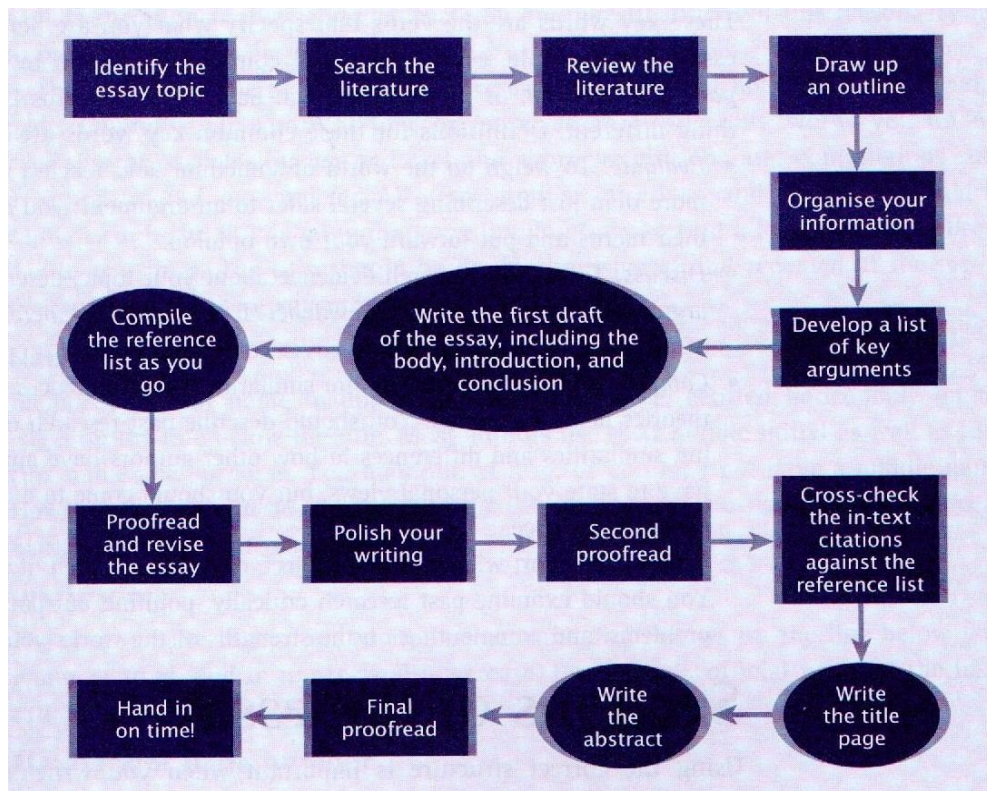 Identify the
essay topic
Search the
literature
Review the
literature
Draw up
an outline
Organise your
information
Develop a list
of key
arguments
Write the first draft
of the essay, including the
body, introduction, and
conclusion
Compile
the reference
list as you
go
Proofread
and revise
the essay
Polish your
writing
Second
proofread
Cross-check
the in-text
citations
against the
reference list
Write
the title
page
Write
the
abstract
Final
proofread
Hand in
on time!